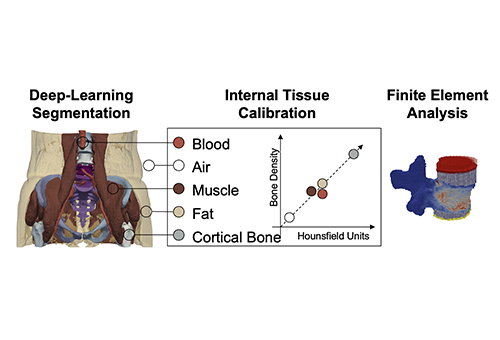 Deep-Learning
Segmentation
Internal Tissue
Calibration
Finite Element
Analysis
Blood
Air
Muscle
Fat
Cortical Bone
Bone Density
Hounsfield Units